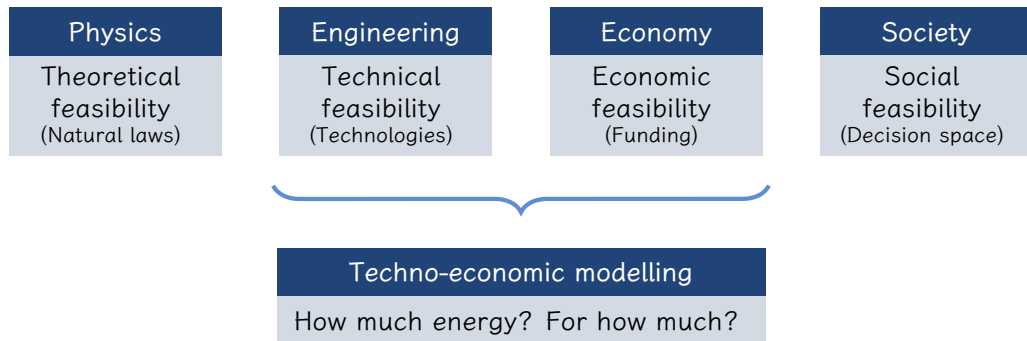 Physics
Theoretical
feasibility
(Natural laws)
Engineering
Technical
feasibility
(Technologies)
Economy
Economic
feasibility
(Funding)
Society
Social
feasibility
(Decision space)
Techno-economic modelling
How much energy? For how much?